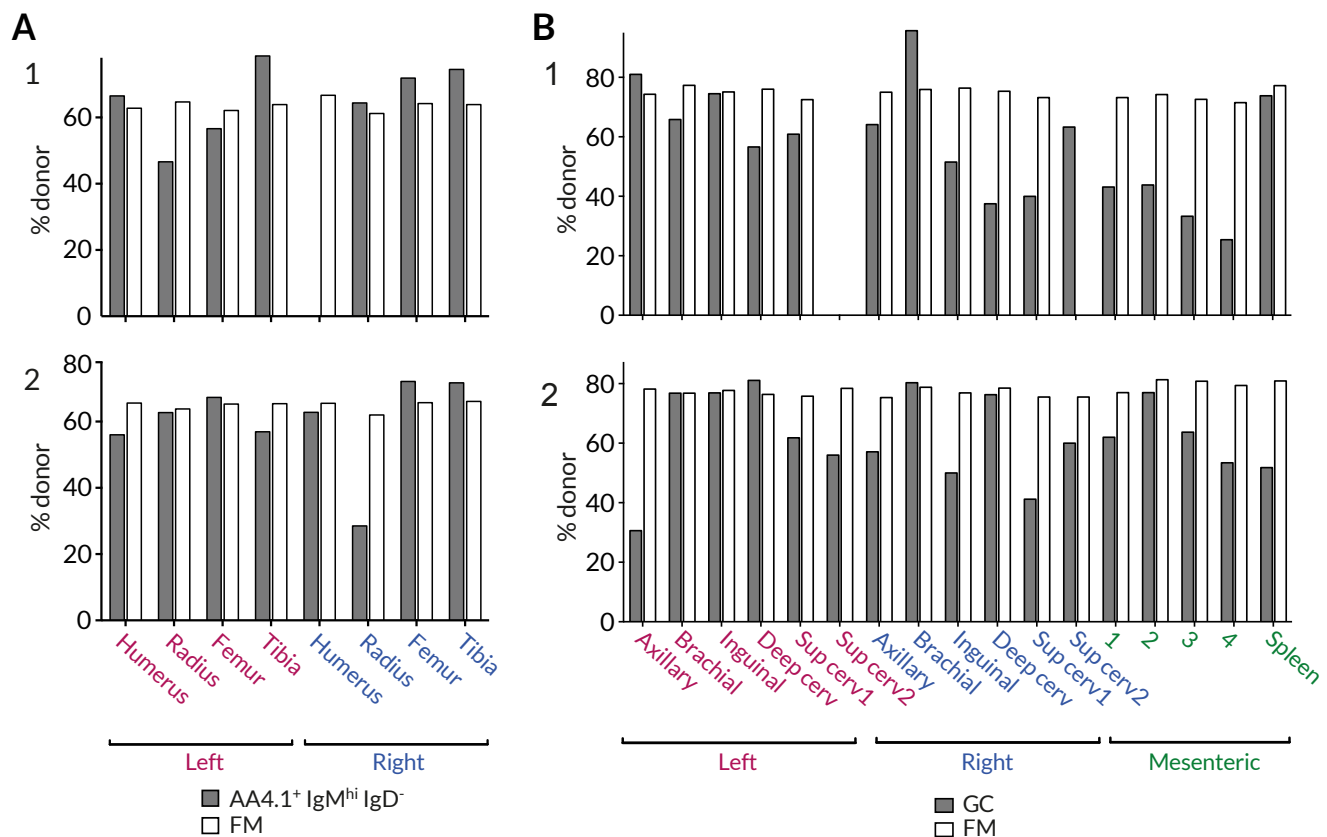 A
B
1
% donor
60
40
20
0
1
% donor
80
60
40
20
0
2
% donor
80
60
40
20
0
2
% donor
80
60
40
20
0
Humerus
Radius
Femur
Tibia
Humerus
Radius
Femur
Tibia
Left
Right
AA4.1⁺ IgMʰⁱ IgD⁻
FM
Axillary
Brachial
Inguinal
Deep cerv
Sup cerv1
Sup cerv2
Axillary
Brachial
Inguinal
Deep cerv
Sup cerv1
Sup cerv2
1
2
3
4
Spleen
Left
Right
Mesenteric
GC
FM